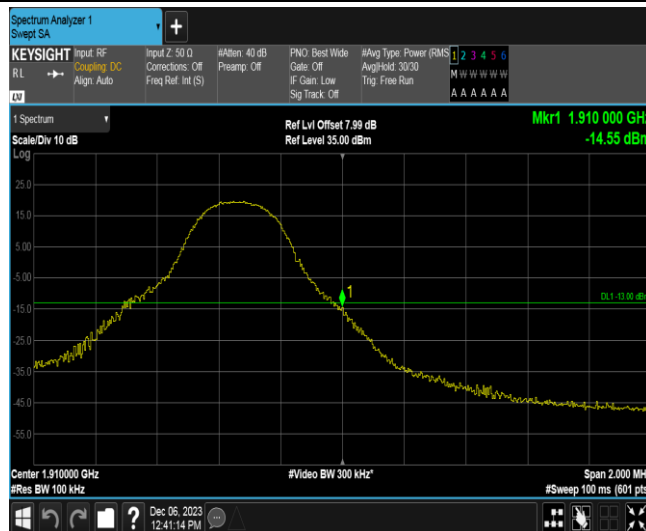 Spectrum Analyzer 1
Swept SA
KEYSIGHT
RL
LXI
Input: RF
Coupling: DC
Align: Auto
Input Z: 50 Ω
Corrections: Off
Freq Ref: Int (S)
#Atten: 40 dB
Preamp: Off
PNO: Best Wide
Gate: Off
IF Gain: Low
Sig Track: Off
#Avg Type: Power (RMS
Avg|Hold: 30/30
Trig: Free Run
1 2 3 4 5 6
M W W W W W
A A A A A A
1 Spectrum
Scale/Div 10 dB
Log
Ref Lvl Offset 7.99 dB
Ref Level 35.00 dBm
Mkr1 1.910 000 GHz
-14.55 dBm
25.0
15.0
5.00
-5.00
1
DL1 -13.00 dBm
-15.0
-25.0
-35.0
-45.0
-55.0
Center 1.910000 GHz
#Res BW 100 kHz
#Video BW 300 kHz*
Span 2.000 MH
#Sweep 100 ms (601 pts
?
Dec 06, 2023
12:41:14 PM